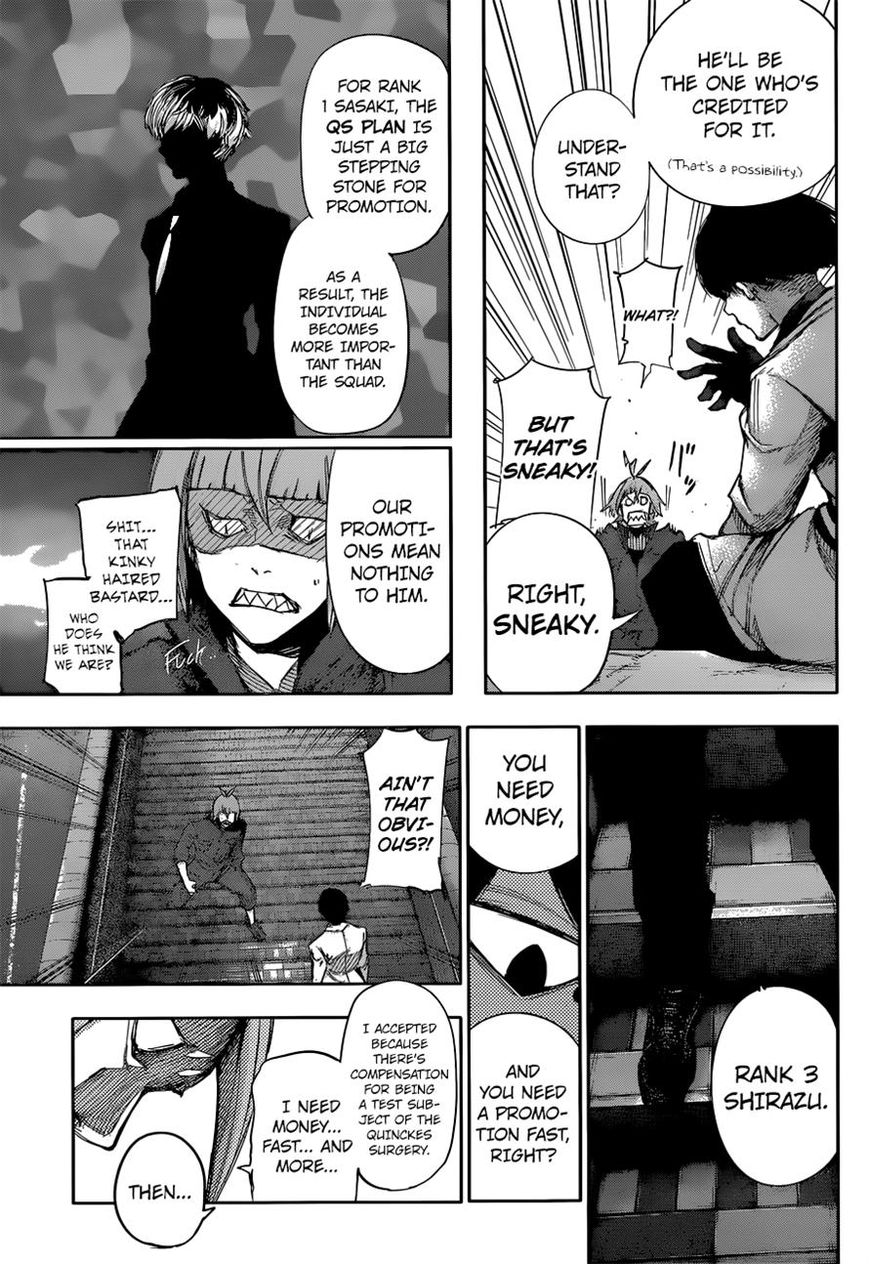 HE'LL BE
THE ONE WHO'S
CREDITED
FOR IT.
(That's a possibility.)
UNDER-
STAND
THAT?
WHAT?!
BUT
THAT'S
SNEAKY!
RIGHT,
SNEAKY.
FOR RANK
1 SASAKI, THE
QS PLAN IS
JUST A BIG
STEPPING
STONE FOR
PROMOTION.
AS A
RESULT, THE
INDIVIDUAL
BECOMES
MORE IMPOR-
TANT THAN
THE SQUAD.
OUR
PROMOTI-
ONS MEAN
NOTHING
TO HIM.
SHIT...
THAT
KINKY
HAIRED
BASTARD...
WHO
DOES
HE THINK
WE ARE?
Fuck..
RANK 3
SHIRAZU.
YOU
NEED
MONEY,
AND
YOU NEED
A PROMO-
TION FAST,
RIGHT?
AIN'T
THAT
OBVI-
OUS?!
I ACCEPTED
BECAUSE
THERE'S
COMPENSATION
FOR BEING
A TEST SUB-
JECT OF THE
QUINCKES
SURGERY.
I NEED
MONEY...
FAST... AND
MORE...
THEN...